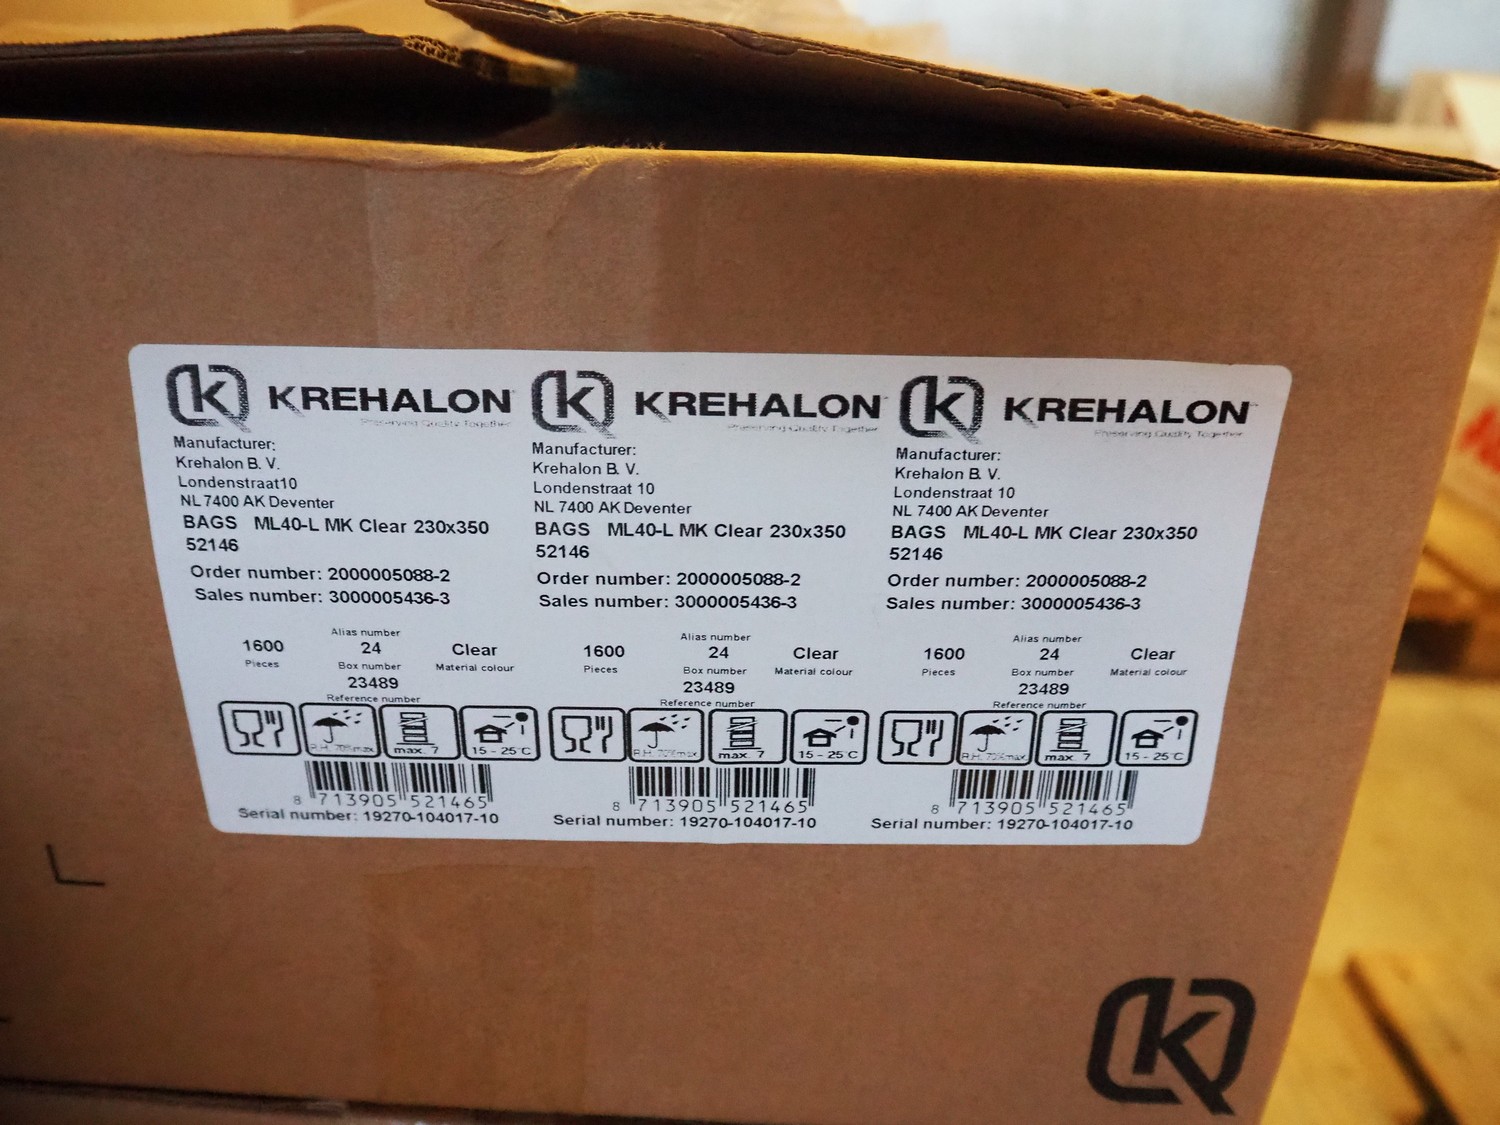 KREHALON
Preserving Quality Together
Manufacturer:
Krehalon B. V.
Londenstraat10
NL 7400 AK Deventer
BAGS ML40-L MK Clear 230x350
52146
Order number: 2000005088-2
Sales number: 3000005436-3
1600
Pieces
Alias number
24
Box number
23489
Reference number
Clear
Material colour
R.H. 70% max
max. 7
15 - 25°C
8 713905 521465
Serial number: 19270-104017-10
KREHALON
Preserving Quality Together
Manufacturer:
Krehalon B. V.
Londenstraat 10
NL 7400 AK Deventer
BAGS ML40-L MK Clear 230x350
52146
Order number: 2000005088-2
Sales number: 3000005436-3
1600
Pieces
Alias number
24
Box number
23489
Reference number
Clear
Material colour
R.H. 70% max
max. 7
15 - 25°C
8 713905 521465
Serial number: 19270-104017-10
KREHALON
Preserving Quality Together
Manufacturer:
Krehalon B. V.
Londenstraat 10
NL 7400 AK Deventer
BAGS ML40-L MK Clear 230x350
52146
Order number: 2000005088-2
Sales number: 3000005436-3
1600
Pieces
Alias number
24
Box number
23489
Reference number
Clear
Material colour
R.H. 70% max
max. 7
15 - 25°C
8 713905 521465
Serial number: 19270-104017-10
K